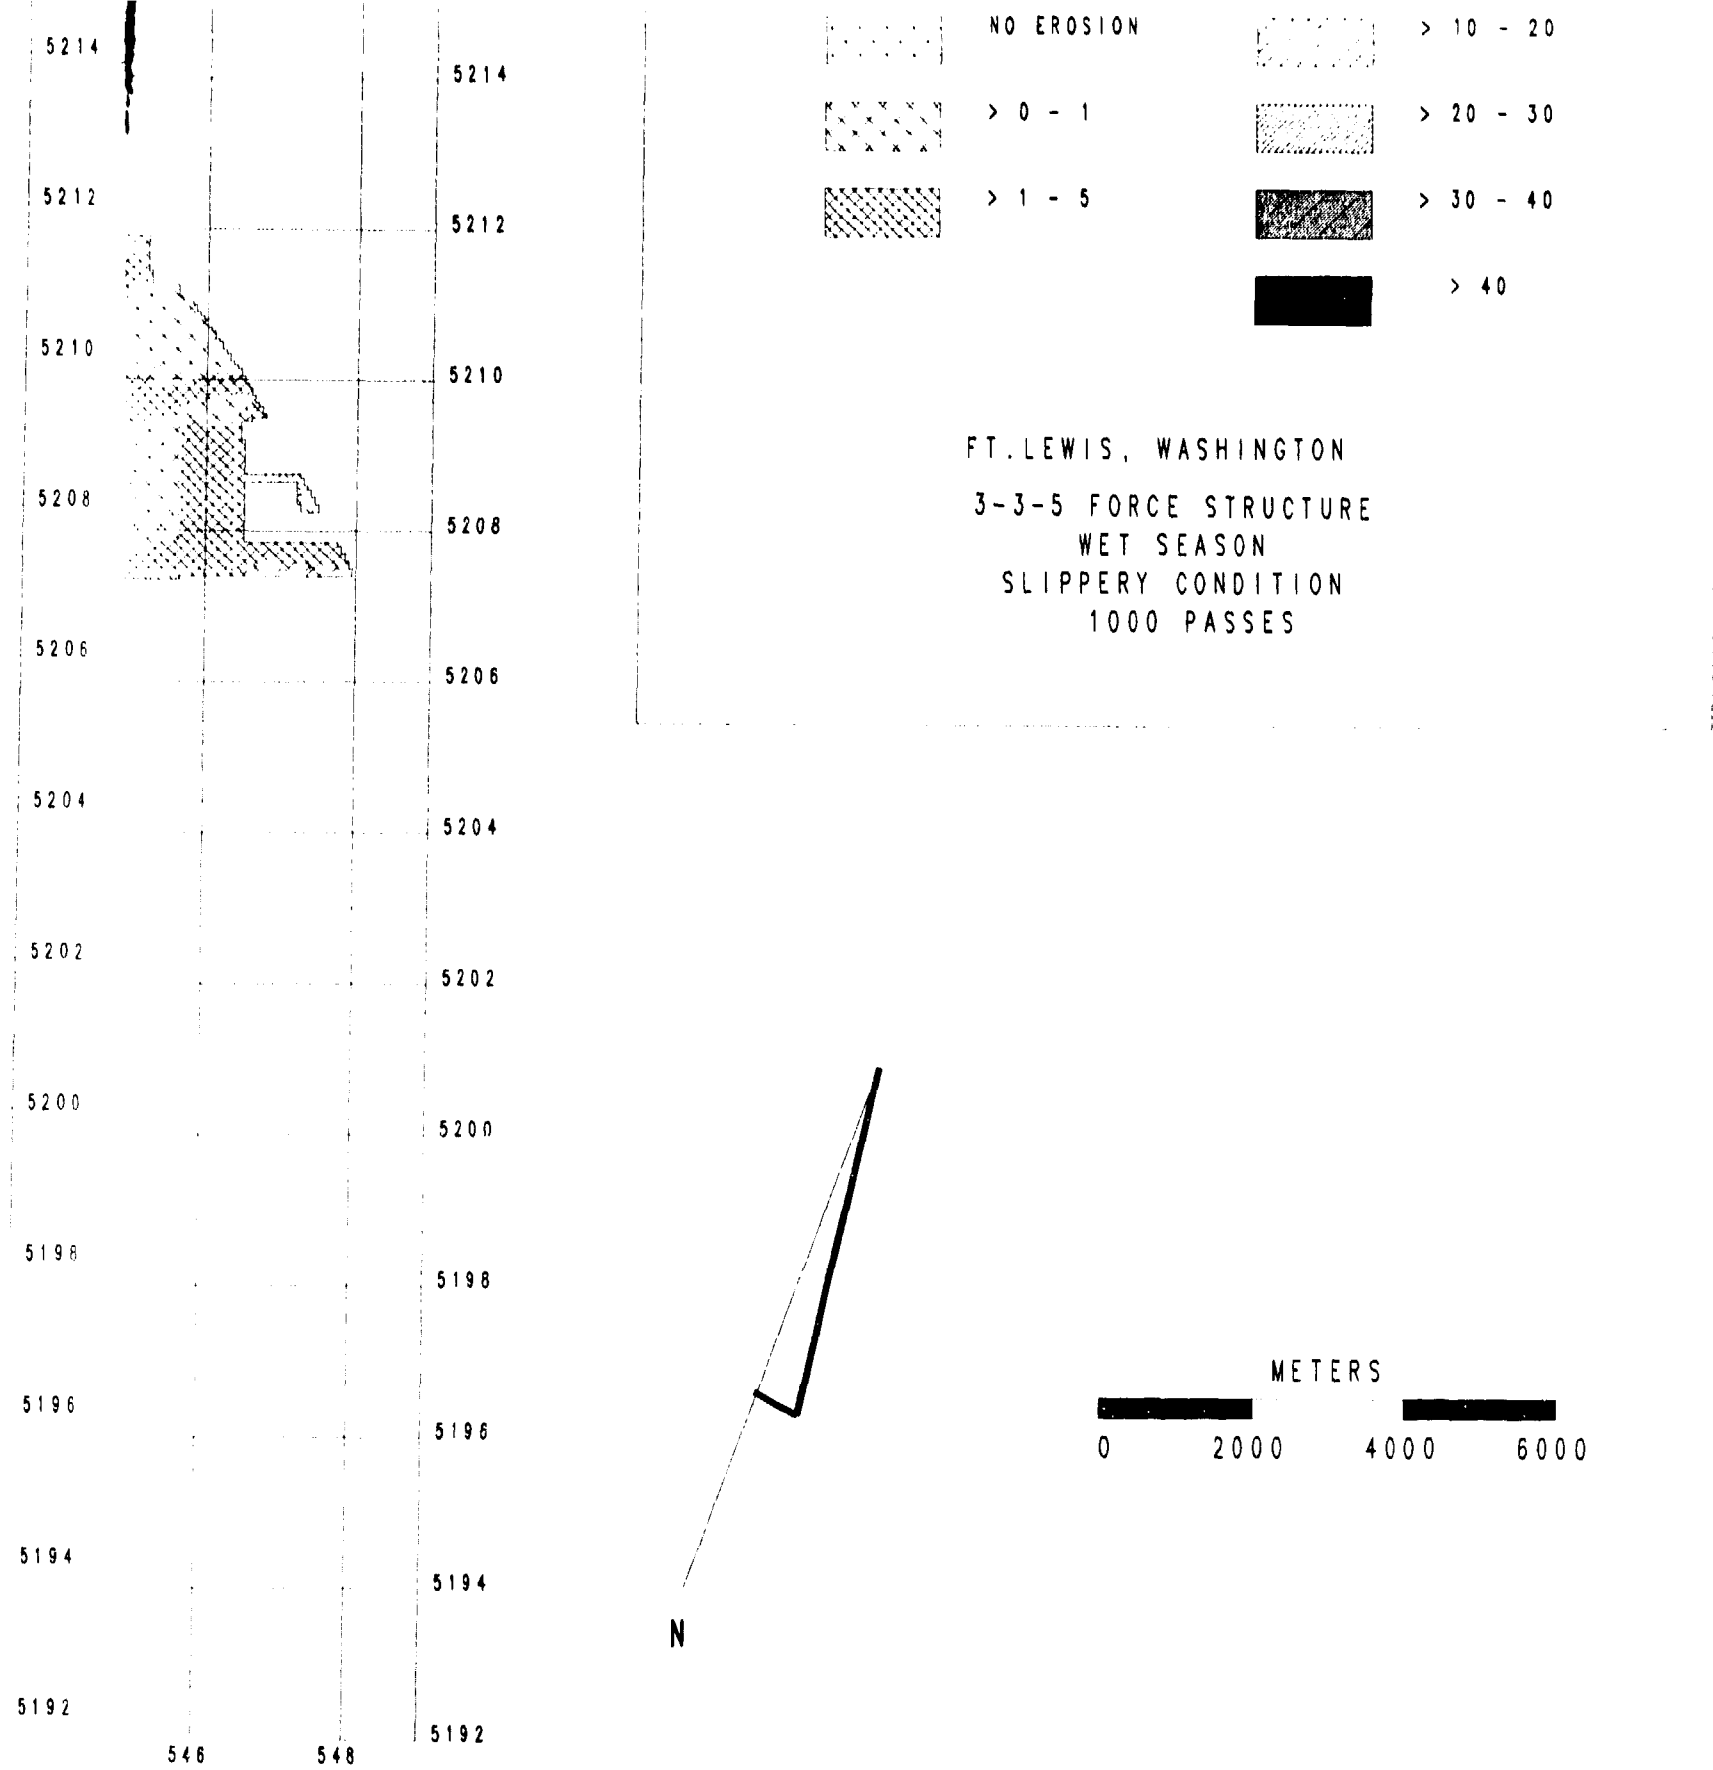 5214
5214
5212
5212
5210
5210
5208
5208
5206
5206
5204
5204
5202
5202
5200
5200
5198
5198
5196
5196
5194
5194
5192
5192
546 548
NO EROSION > 10 - 20
> 0 - 1 > 20 - 30
> 1 - 5 > 30 - 40
> 40
FT.LEWIS, WASHINGTON
3-3-5 FORCE STRUCTURE
WET SEASON
SLIPPERY CONDITION
1000 PASSES
N
METERS
0 2000 4000 6000